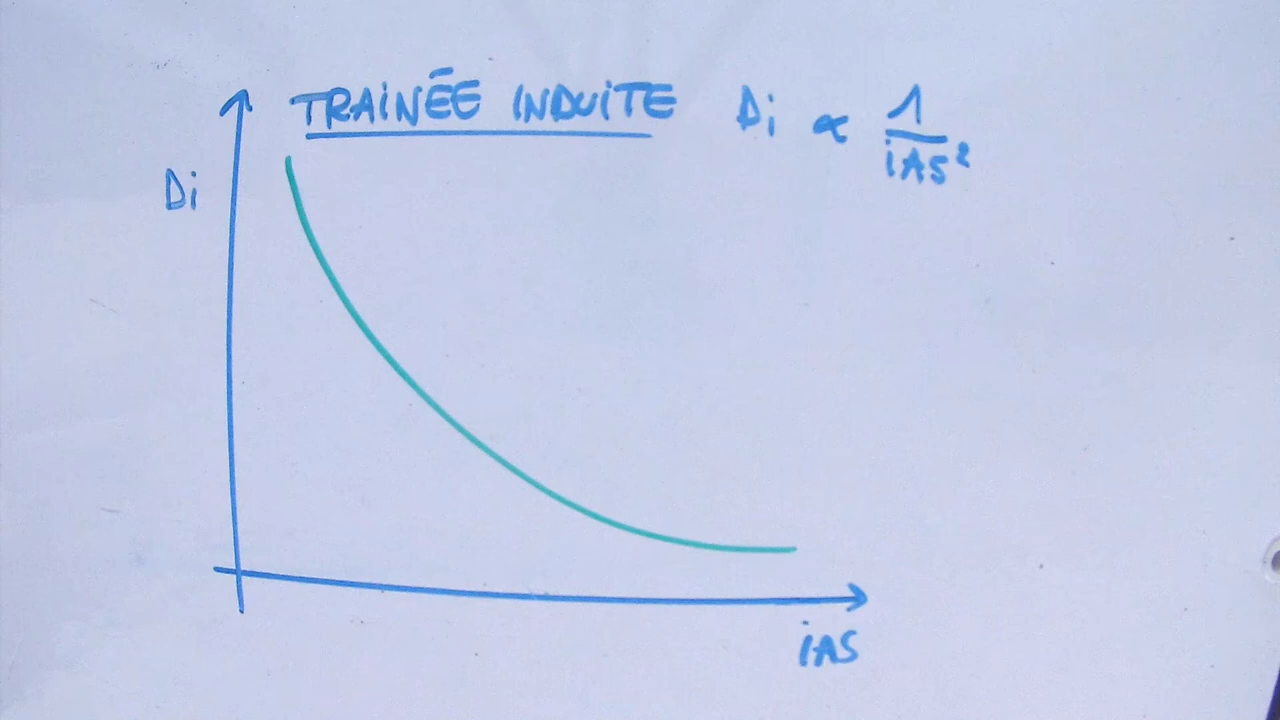 TRAINÉE INDUITE Di ∝ 1/iAS²
Di
iAS